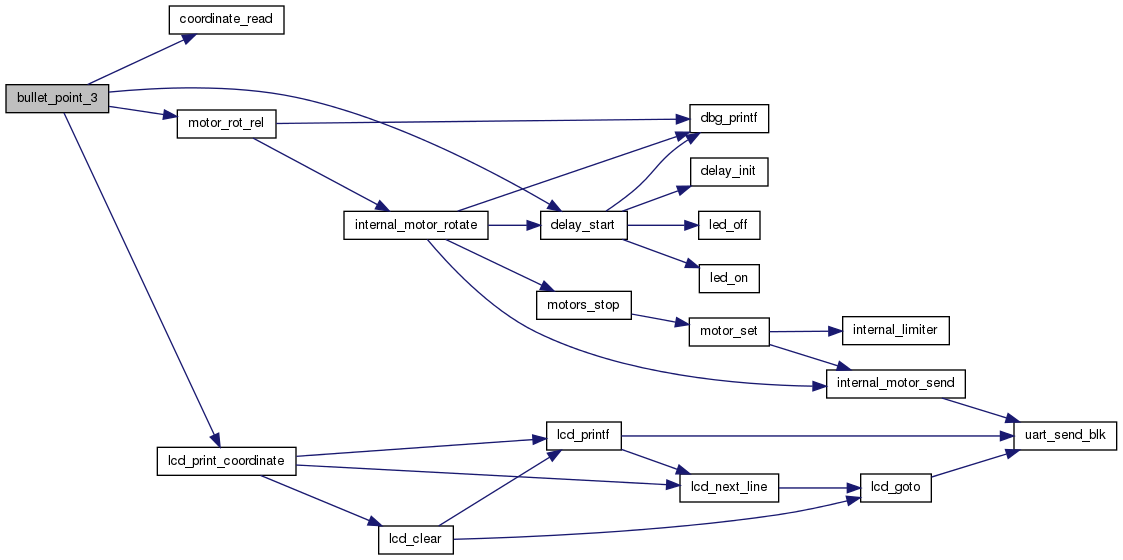 coordinate_read
bullet_point_3
motor_rot_rel
dbg_printf
delay_init
internal_motor_rotate
delay_start
led_off
led_on
motors_stop
motor_set
internal_limiter
internal_motor_send
lcd_print_coordinate
lcd_printf
uart_send_blk
lcd_next_line
lcd_goto
lcd_clear